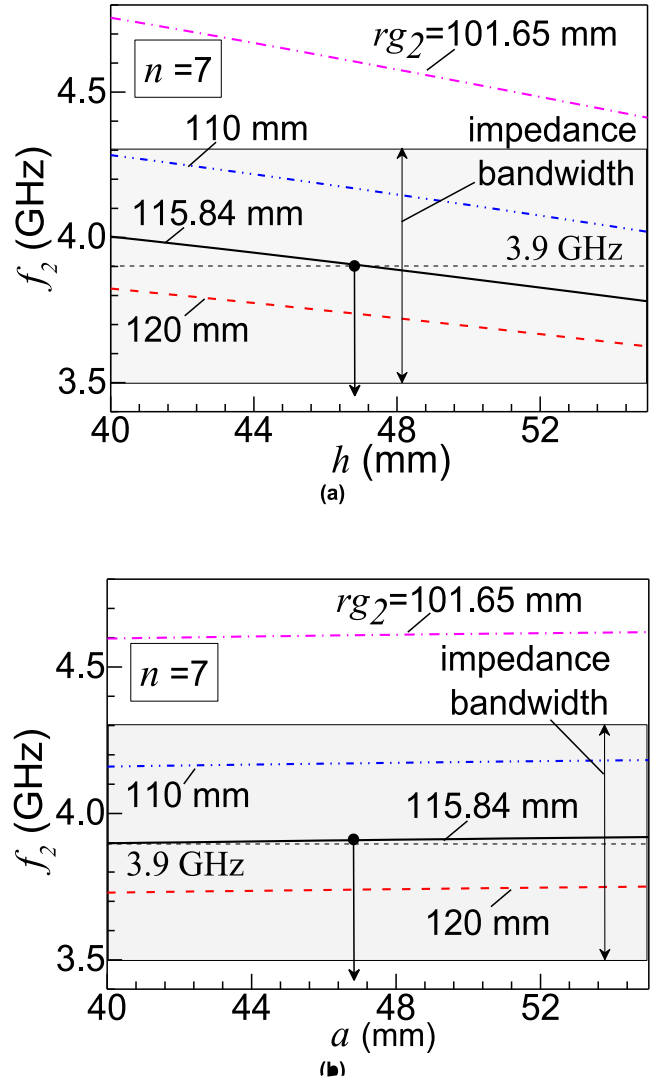 rg2=101.65 mm
n =7
4.5
110 mm
impedance
bandwidth
115.84 mm
4.0
3.9 GHz
f2 (GHz)
120 mm
3.5
40 44 48 52
h (mm)
(a)
rg2=101.65 mm
n =7
4.5
impedance
bandwidth
110 mm
115.84 mm
4.0
3.9 GHz
f2 (GHz)
120 mm
3.5
40 44 48 52
a (mm)
(b)